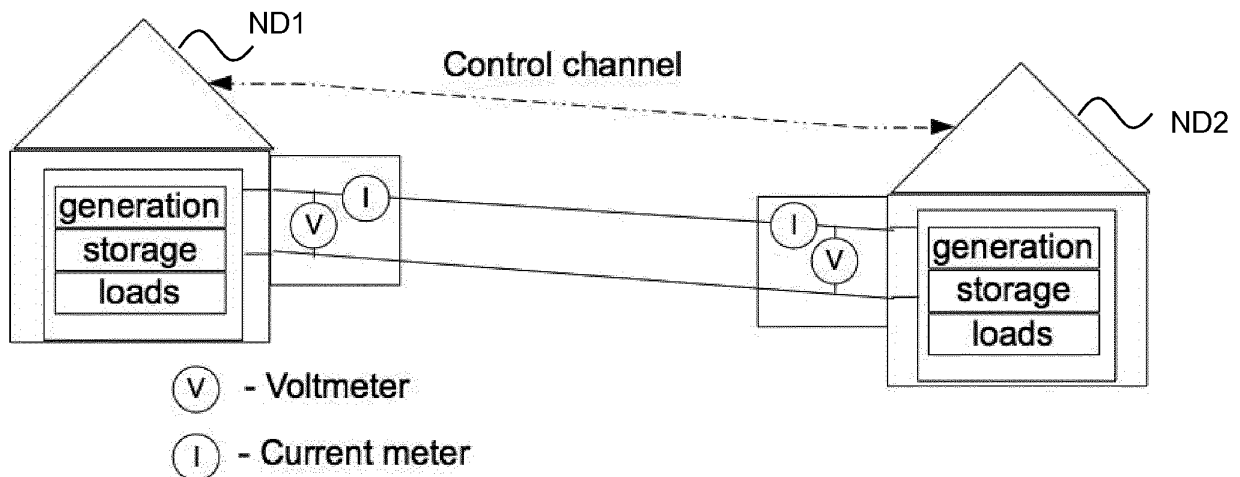 ND1
Control channel
ND2
generation
storage
loads
V
I
I
V
generation
storage
loads
V - Voltmeter
I - Current meter